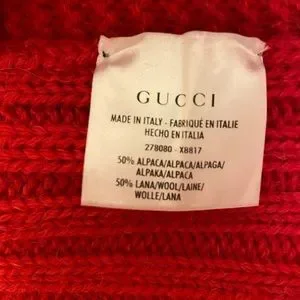 GUCCI
MADE IN ITALY - FABRIQUÉ EN ITALIE
HECHO EN ITALIA
278080 - X8817
50% ALPACA/ALPACA/ALPAGA/
ALPAKA/ALPACA
50% LANA/WOOL/LAINE/
WOLLE/LANA